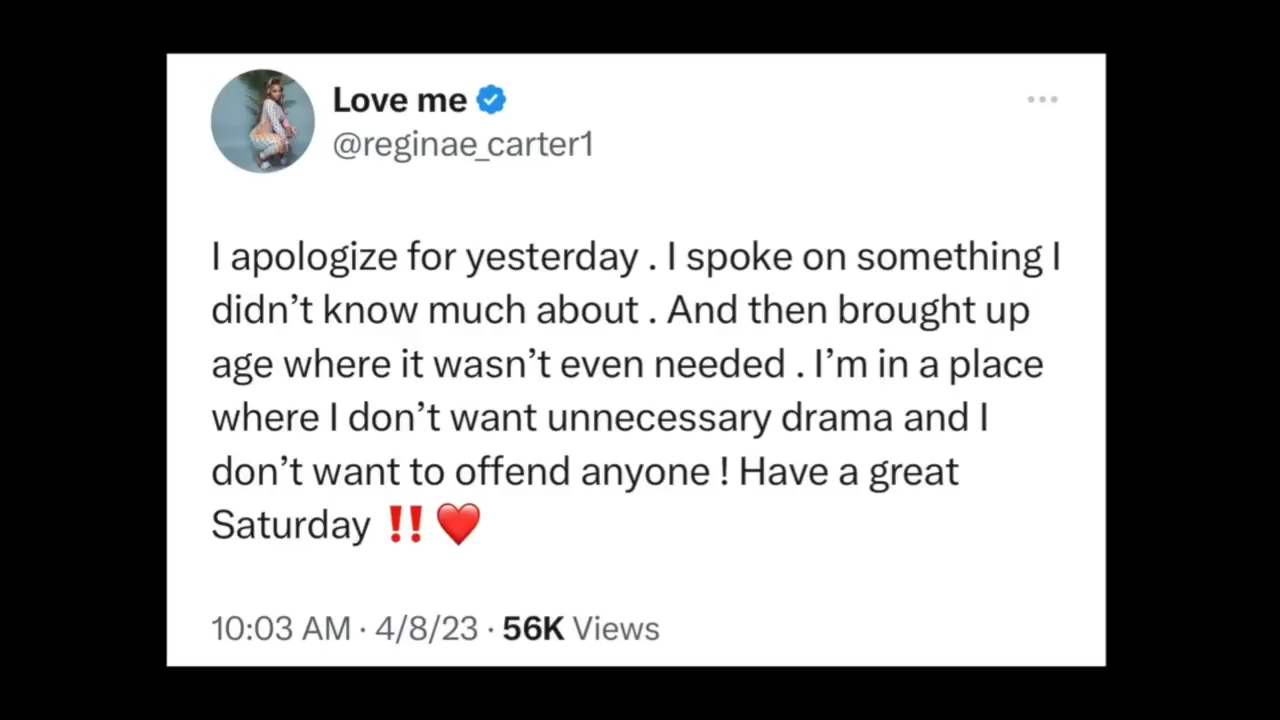 Love me
@reginae_carter1
I apologize for yesterday . I spoke on something I
didn’t know much about . And then brought up
age where it wasn’t even needed . I’m in a place
where I don’t want unnecessary drama and I
don’t want to offend anyone ! Have a great
Saturday ‼️ ❤️
10:03 AM · 4/8/23 · 56K Views